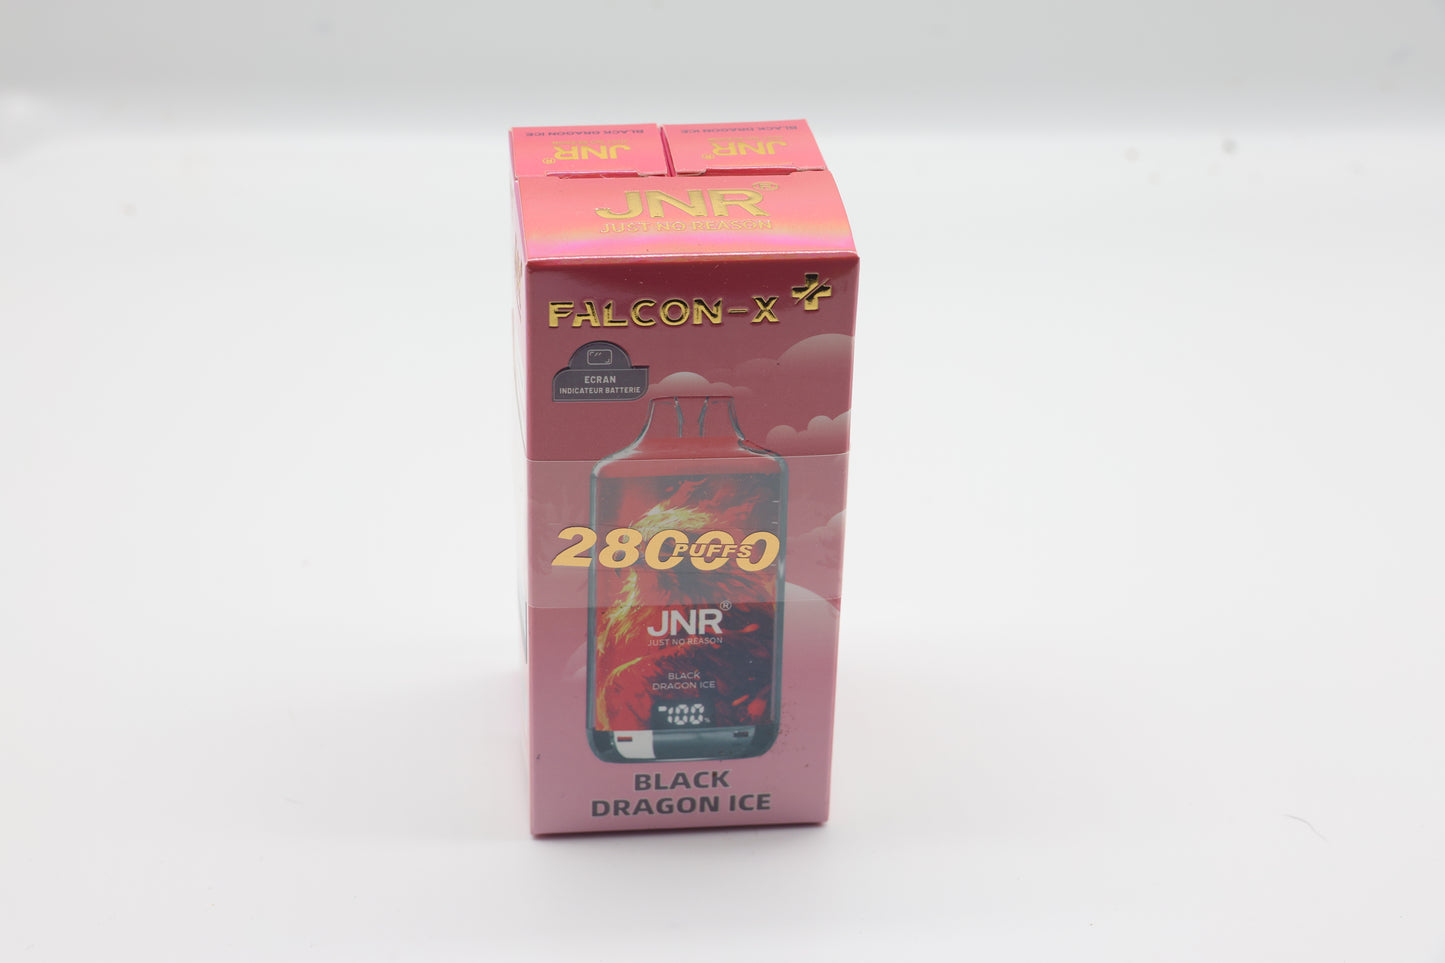 BLACK DRAGON ICE
JNR®
BLACK DRAGON ICE
JNR®
JNR®
JUST NO REASON
FALCON-X+
ECRAN
INDICATEUR BATTERIE
28000
PUFFS
JNR®
JUST NO REASON
BLACK
DRAGON ICE
100%
BLACK
DRAGON ICE